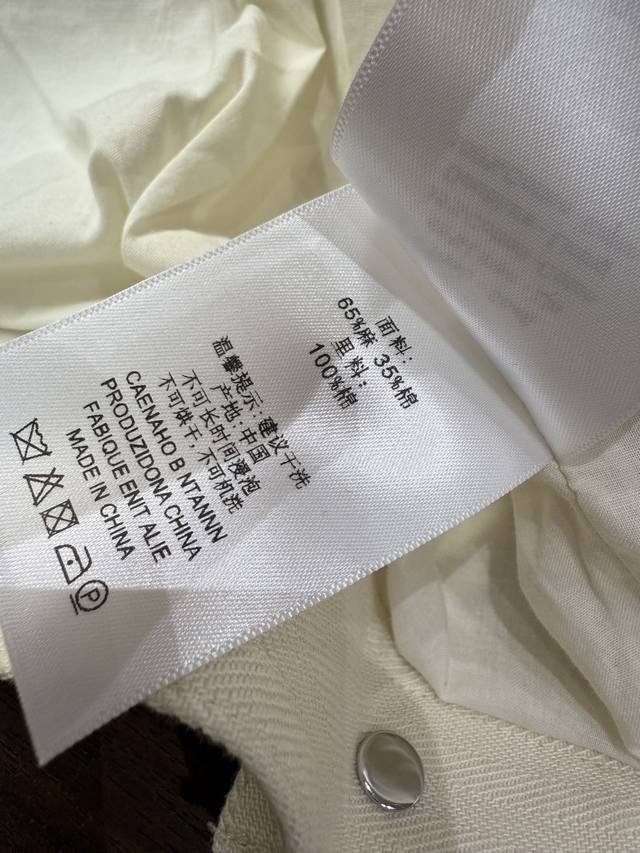 面料:
65%麻 35%棉
里料:
100%棉
温馨提示:建议干洗
产地:中国
不可长时间浸泡
不可烘干,不可机洗
CAENAHO B NTANNN
PRODUZIDONA CHINA
FABIQUE ENIT ALIE
MADE IN CHINA
P